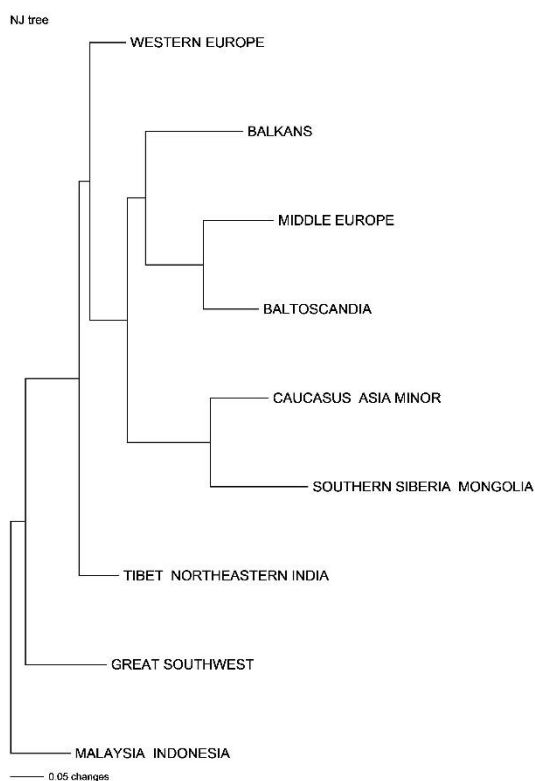 NJ tree
WESTERN EUROPE
BALKANS
MIDDLE EUROPE
BALTOSCANDIA
CAUCASUS ASIA MINOR
SOUTHERN SIBERIA MONGOLIA
TIBET NORTHEASTERN INDIA
GREAT SOUTHWEST
MALAYSIA INDONESIA
0.05 changes